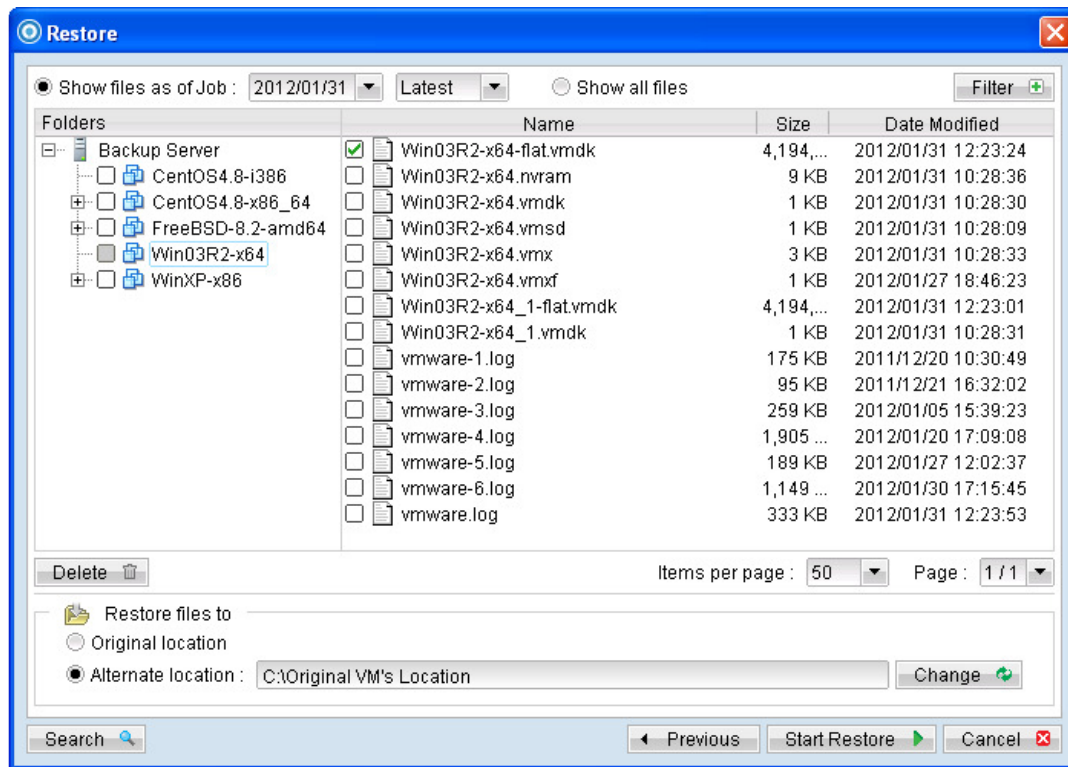 Restore
Show files as of Job : 2012/01/31 Latest Show all files Filter
Folders Name Size Date Modified
Backup Server
CentOS4.8-i386
CentOS4.8-x86_64
FreeBSD-8.2-amd64
Win03R2-x64
WinXP-x86
Win03R2-x64-flat.vmdk 4,194,... 2012/01/31 12:23:24
Win03R2-x64.nvram 9 KB 2012/01/31 10:28:36
Win03R2-x64.vmdk 1 KB 2012/01/31 10:28:30
Win03R2-x64.vmsd 1 KB 2012/01/31 10:28:09
Win03R2-x64.vmx 3 KB 2012/01/31 10:28:33
Win03R2-x64.vmxf 1 KB 2012/01/27 18:46:23
Win03R2-x64_1-flat.vmdk 4,194,... 2012/01/31 12:23:01
Win03R2-x64_1.vmdk 1 KB 2012/01/31 10:28:31
vmware-1.log 175 KB 2011/12/20 10:30:49
vmware-2.log 95 KB 2011/12/21 16:32:02
vmware-3.log 259 KB 2012/01/05 15:39:23
vmware-4.log 1,905 ... 2012/01/20 17:09:08
vmware-5.log 189 KB 2012/01/27 12:02:37
vmware-6.log 1,149 ... 2012/01/30 17:15:45
vmware.log 333 KB 2012/01/31 12:23:53
Delete Items per page : 50 Page : 1 / 1
Restore files to
Original location
Alternate location : C:\Original VM's Location Change
Search Previous Start Restore Cancel